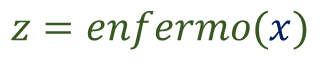 z = enfermo(x)